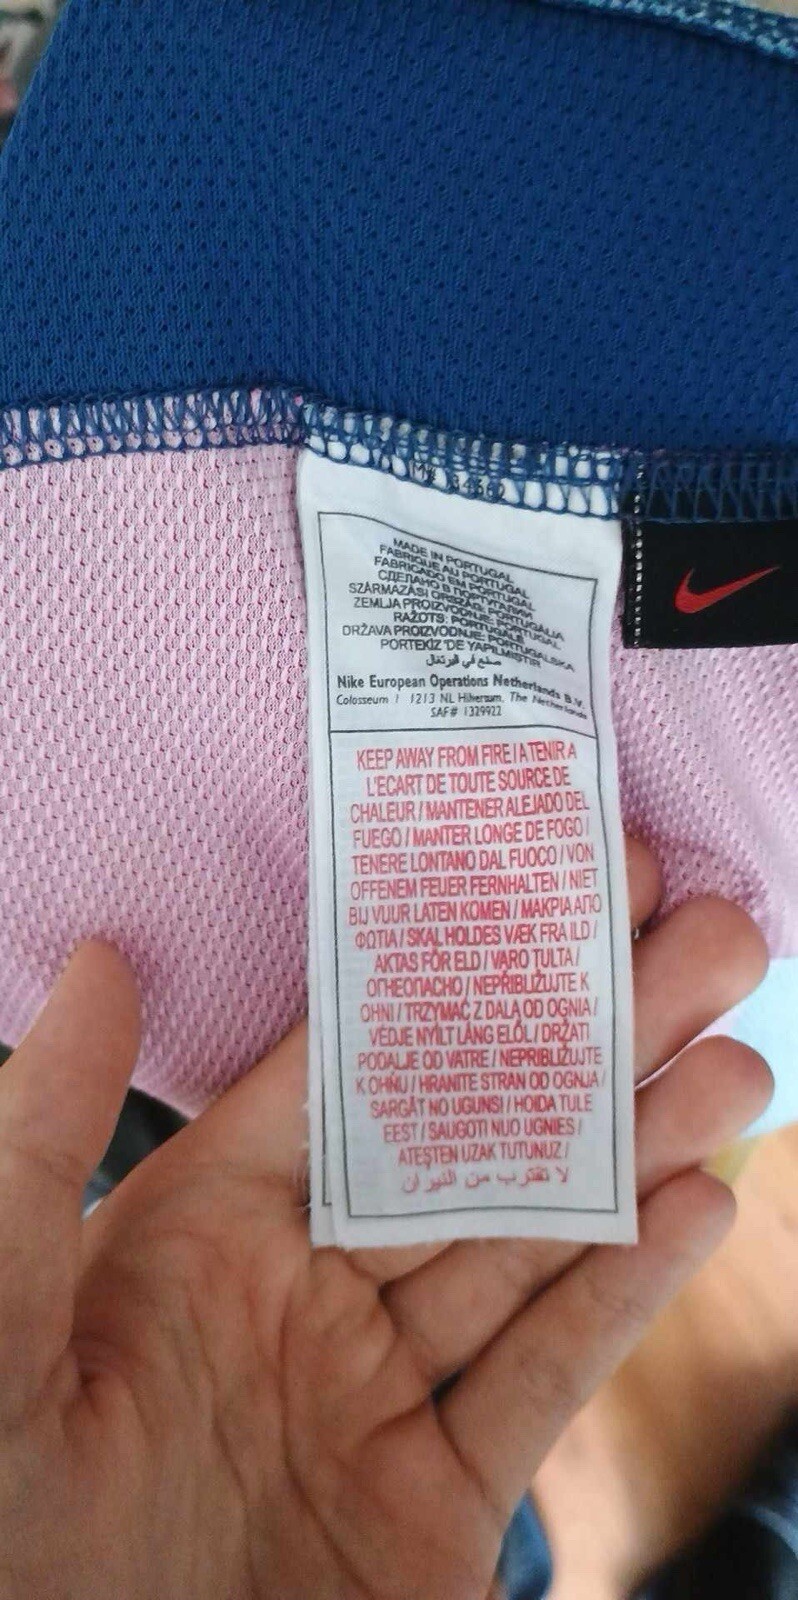 MADE IN PORTUGAL
FABRIQUE AU PORTUGAL
FABRICADO EM PORTUGAL
СДЕЛАНО В ПОРТУГАЛИИ
SZÁRMAZÁSI ORSZÁG: PORTUGÁLIA
ZEMLJA PROIZVODNJE: PORTUGAL
RAŽOTS: PORTUGĀLE
DRŽAVA PROIZVODNJE: PORTUGALSKA
PORTEKİZ'DE YAPILMIŞTIR
صنع في البرتغال
Nike European Operations Netherlands B.V.
Colosseum 1 1213 NL Hilversum, The Netherlands
SAF# 1329922
KEEP AWAY FROM FIRE / A TENIR A
L'ECART DE TOUTE SOURCE DE
CHALEUR / MANTENER ALEJADO DEL
FUEGO / MANTER LONGE DE FOGO /
TENERE LONTANO DAL FUOCO / VON
OFFENEM FEUER FERNHALTEN / NIET
BIJ VUUR LATEN KOMEN / ΜΑΚΡΙΑ ΑΠΟ
ΦΩΤΙΑ / SKAL HOLDES VÆK FRA ILD /
AKTAS FÖR ELD / VARO TULTA /
ОГНЕОПАСНО / NEPŘIBLIŽUJTE K
OHNI / TRZYMAĆ Z DALA OD OGNIA /
VÉDJE NYÍLT LÁNG ELŐL / DRŽATI
PODALJE OD VATRE / NEPRIBLIŽUJTE
K OHŇU / HRANITE STRAN OD OGNJA /
SARGĀT NO UGUNS! / HOIDA TULE
EEST / SAUGOTI NUO UGNIES /
ATEŞTEN UZAK TUTUNUZ /
لا تقترب من النيران